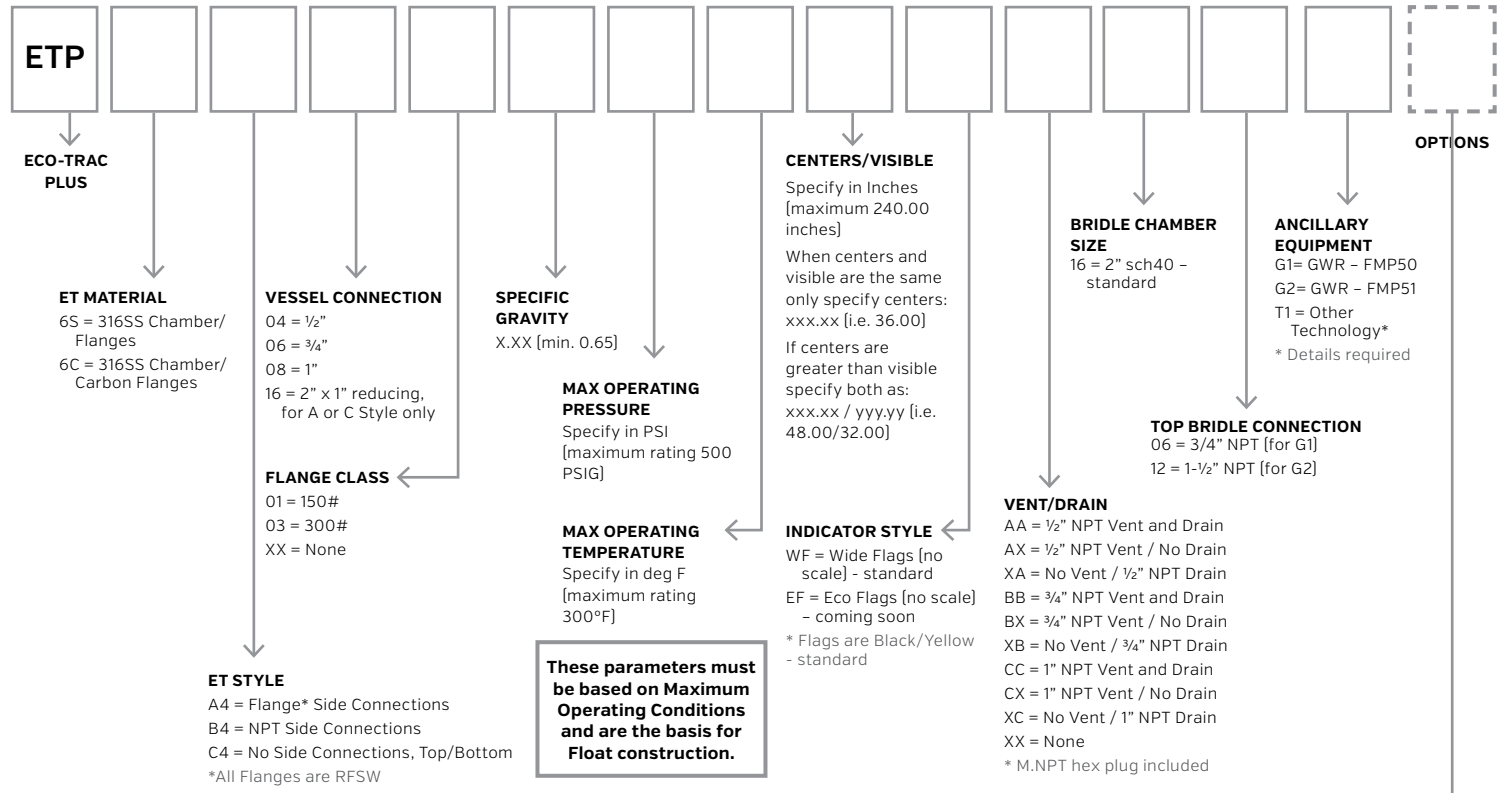 ETP
ECO-TRAC
PLUS
ET MATERIAL
6S = 316SS Chamber/
Flanges
6C = 316SS Chamber/
Carbon Flanges
ET STYLE
A4 = Flange* Side Connections
B4 = NPT Side Connections
C4 = No Side Connections, Top/Bottom
*All Flanges are RFSW
VESSEL CONNECTION
04 = ½”
06 = ¾”
08 = 1”
16 = 2” x 1” reducing,
for A or C Style only
FLANGE CLASS
01 = 150#
03 = 300#
XX = None
SPECIFIC
GRAVITY
X.XX (min. 0.65)
MAX OPERATING
PRESSURE
Specify in PSI
(maximum rating 500
PSIG)
MAX OPERATING
TEMPERATURE
Specify in deg F
(maximum rating
300°F)
These parameters must
be based on Maximum
Operating Conditions
and are the basis for
Float construction.
CENTERS/VISIBLE
Specify in Inches
(maximum 240.00
inches)
When centers and
visible are the same
only specify centers:
xxx.xx (i.e. 36.00)
If centers are
greater than visible
specify both as:
xxx.xx / yyy.yy (i.e.
48.00/32.00)
INDICATOR STYLE
WF = Wide Flags (no
scale) - standard
EF = Eco Flags (no scale)
– coming soon
* Flags are Black/Yellow
- standard
VENT/DRAIN
AA = ½” NPT Vent and Drain
AX = ½” NPT Vent / No Drain
XA = No Vent / ½” NPT Drain
BB = ¾” NPT Vent and Drain
BX = ¾” NPT Vent / No Drain
XB = No Vent / ¾” NPT Drain
CC = 1” NPT Vent and Drain
CX = 1” NPT Vent / No Drain
XC = No Vent / 1” NPT Drain
XX = None
* M.NPT hex plug included
BRIDLE CHAMBER
SIZE
16 = 2” sch40 –
standard
TOP BRIDLE CONNECTION
06 = 3/4” NPT (for G1)
12 = 1-½” NPT (for G2)
ANCILLARY
EQUIPMENT
G1= GWR – FMP50
G2= GWR – FMP51
T1 = Other
Technology*
* Details required
OPTIONS